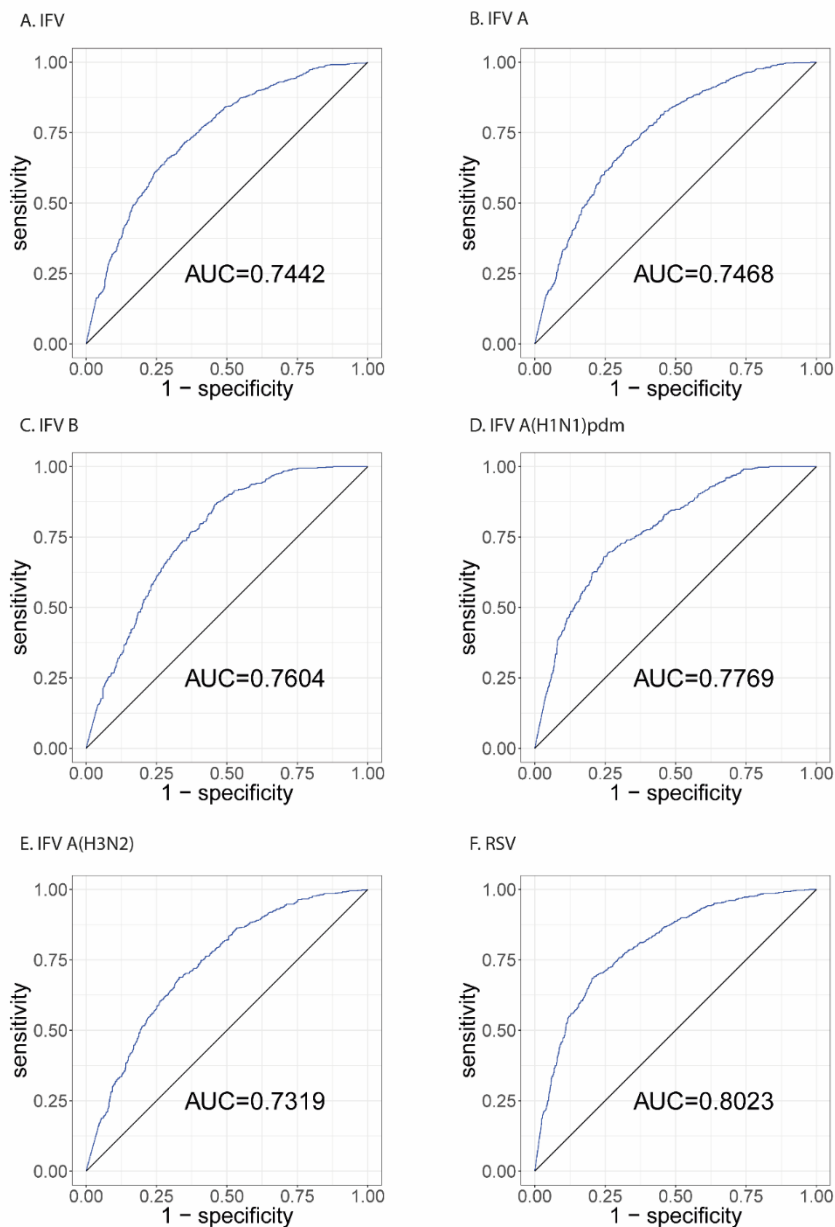 A. IFV
1.00
0.75
0.50
0.25
0.00
sensitivity
AUC=0.7442
0.00 0.25 0.50 0.75 1.00
1 − specificity
B. IFV A
1.00
0.75
0.50
0.25
0.00
sensitivity
AUC=0.7468
0.00 0.25 0.50 0.75 1.00
1 − specificity
C. IFV B
1.00
0.75
0.50
0.25
0.00
sensitivity
AUC=0.7604
0.00 0.25 0.50 0.75 1.00
1 − specificity
D. IFV A(H1N1)pdm
1.00
0.75
0.50
0.25
0.00
sensitivity
AUC=0.7769
0.00 0.25 0.50 0.75 1.00
1 − specificity
E. IFV A(H3N2)
1.00
0.75
0.50
0.25
0.00
sensitivity
AUC=0.7319
0.00 0.25 0.50 0.75 1.00
1 − specificity
F. RSV
1.00
0.75
0.50
0.25
0.00
sensitivity
AUC=0.8023
0.00 0.25 0.50 0.75 1.00
1 − specificity